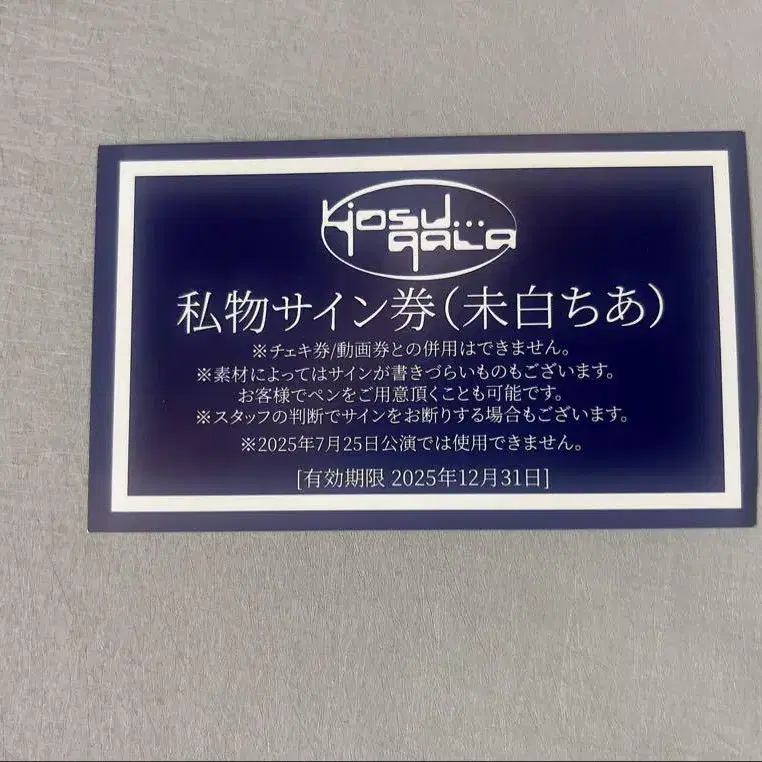 kiosu...
gala
私物サイン券(未白ちあ)
※チェキ券/動画券との併用はできません。
※素材によってはサインが書きづらいものもございます。
お客様でペンをご用意頂くことも可能です。
※スタッフの判断でサインをお断りする場合もございます。
※2025年7月25日公演では使用できません。
[有効期限 2025年12月31日]